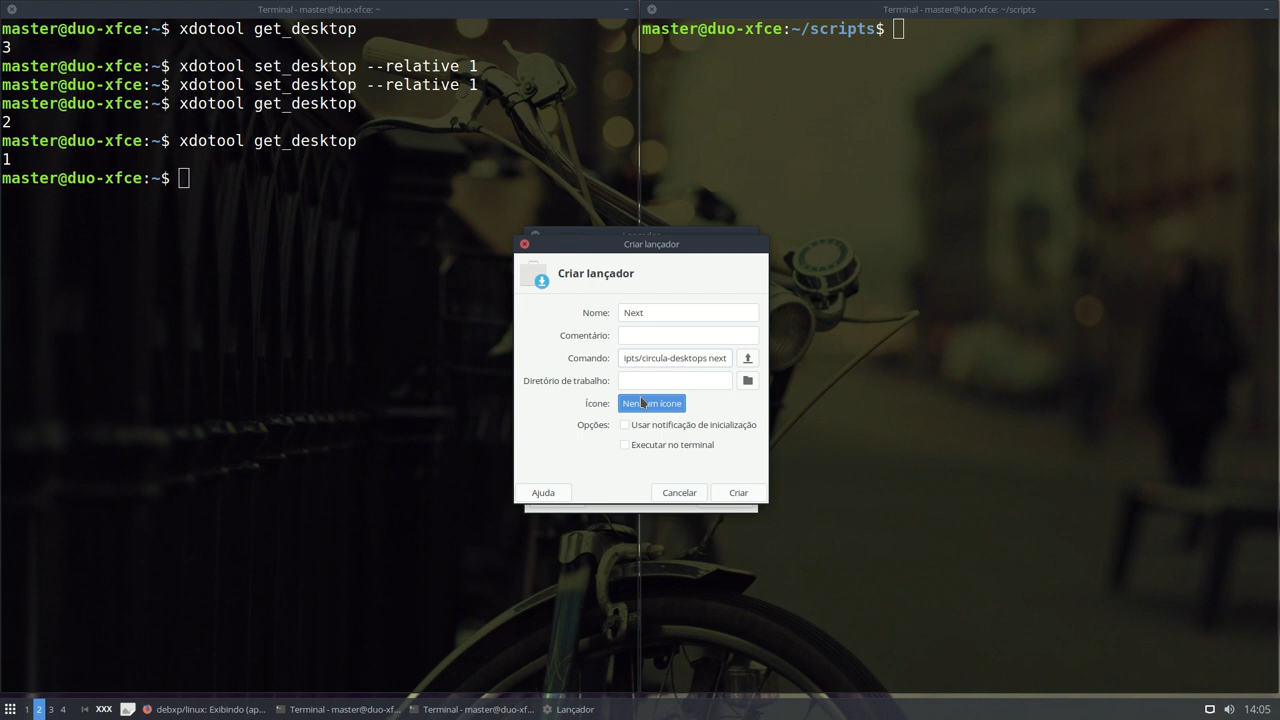 Terminal - master@duo-xfce: ~
master@duo-xfce:~$ xdotool get_desktop
3
master@duo-xfce:~$ xdotool set_desktop --relative 1
master@duo-xfce:~$ xdotool set_desktop --relative 1
master@duo-xfce:~$ xdotool get_desktop
2
master@duo-xfce:~$ xdotool get_desktop
1
master@duo-xfce:~$
Terminal - master@duo-xfce: ~/scripts
master@duo-xfce:~/scripts$
Criar lançador
Criar lançador
Nome: Next
Comentário:
Comando: ipts/circula-desktops next
Diretório de trabalho:
Ícone: Nenhum ícone
Opções: Usar notificação de inicialização
Executar no terminal
Ajuda Cancelar Criar
1 2 3 4 XXX debxp/linux: Exibindo (ap... Terminal - master@duo-xf... Terminal - master@duo-xf... Lançador 14:05